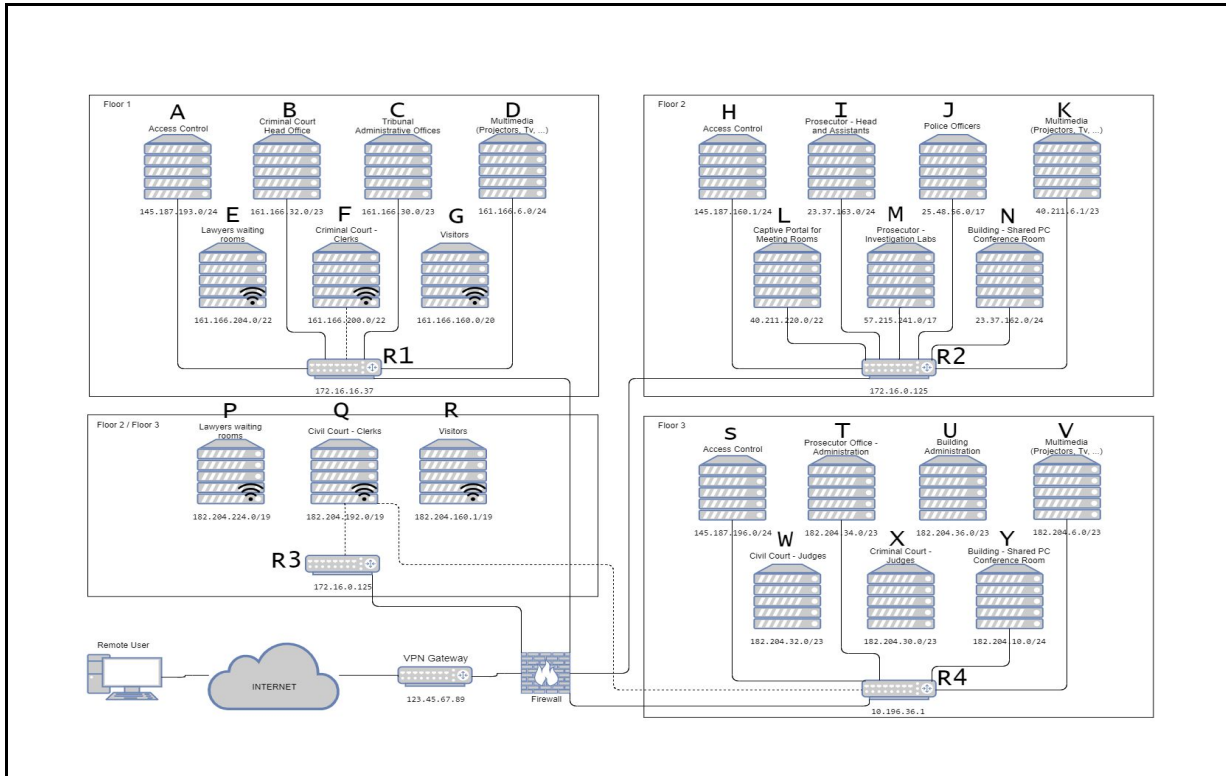 Floor 1
A
B
C
D
Access Control
Criminal Court
Head Office
Tribunal
Administrative Offices
Multimedia
(Projectors, Tv, ...)
145.187.193.0/24
161.166.32.0/23
161.166.30.0/23
161.166.6.0/24
E
F
G
Lawyers waiting
rooms
Criminal Court -
Clerks
Visitors
161.166.204.0/22
161.166.200.0/22
161.166.160.0/20
R1
172.16.16.37
Floor 2
H
I
J
K
Access Control
Prosecutor - Head
and Assistants
Police Officers
Multimedia
(Projectors, Tv, ...)
145.187.160.1/24
23.37.163.0/24
25.48.56.0/17
40.211.6.1/23
L
M
N
Captive Portal for
Meeting Rooms
Prosecutor -
Investigation Labs
Building - Shared PC
Conference Room
40.211.220.0/22
57.215.241.0/17
23.37.162.0/24
R2
172.16.0.125
Floor 2 / Floor 3
P
Q
R
Lawyers waiting
rooms
Civil Court - Clerks
Visitors
182.204.224.0/19
182.204.192.0/19
182.204.160.1/19
R3
172.16.0.125
Floor 3
S
T
U
V
Access Control
Prosecutor Office -
Administration
Building
Administration
Multimedia
(Projectors, Tv, ...)
145.187.196.0/24
182.204.34.0/23
182.204.36.0/23
182.204.6.0/23
W
X
Y
Civil Court - Judges
Criminal Court -
Judges
Building - Shared PC
Conference Room
182.204.32.0/23
182.204.30.0/23
182.204.10.0/24
R4
10.196.36.1
Remote User
INTERNET
VPN Gateway
123.45.67.89
Firewall